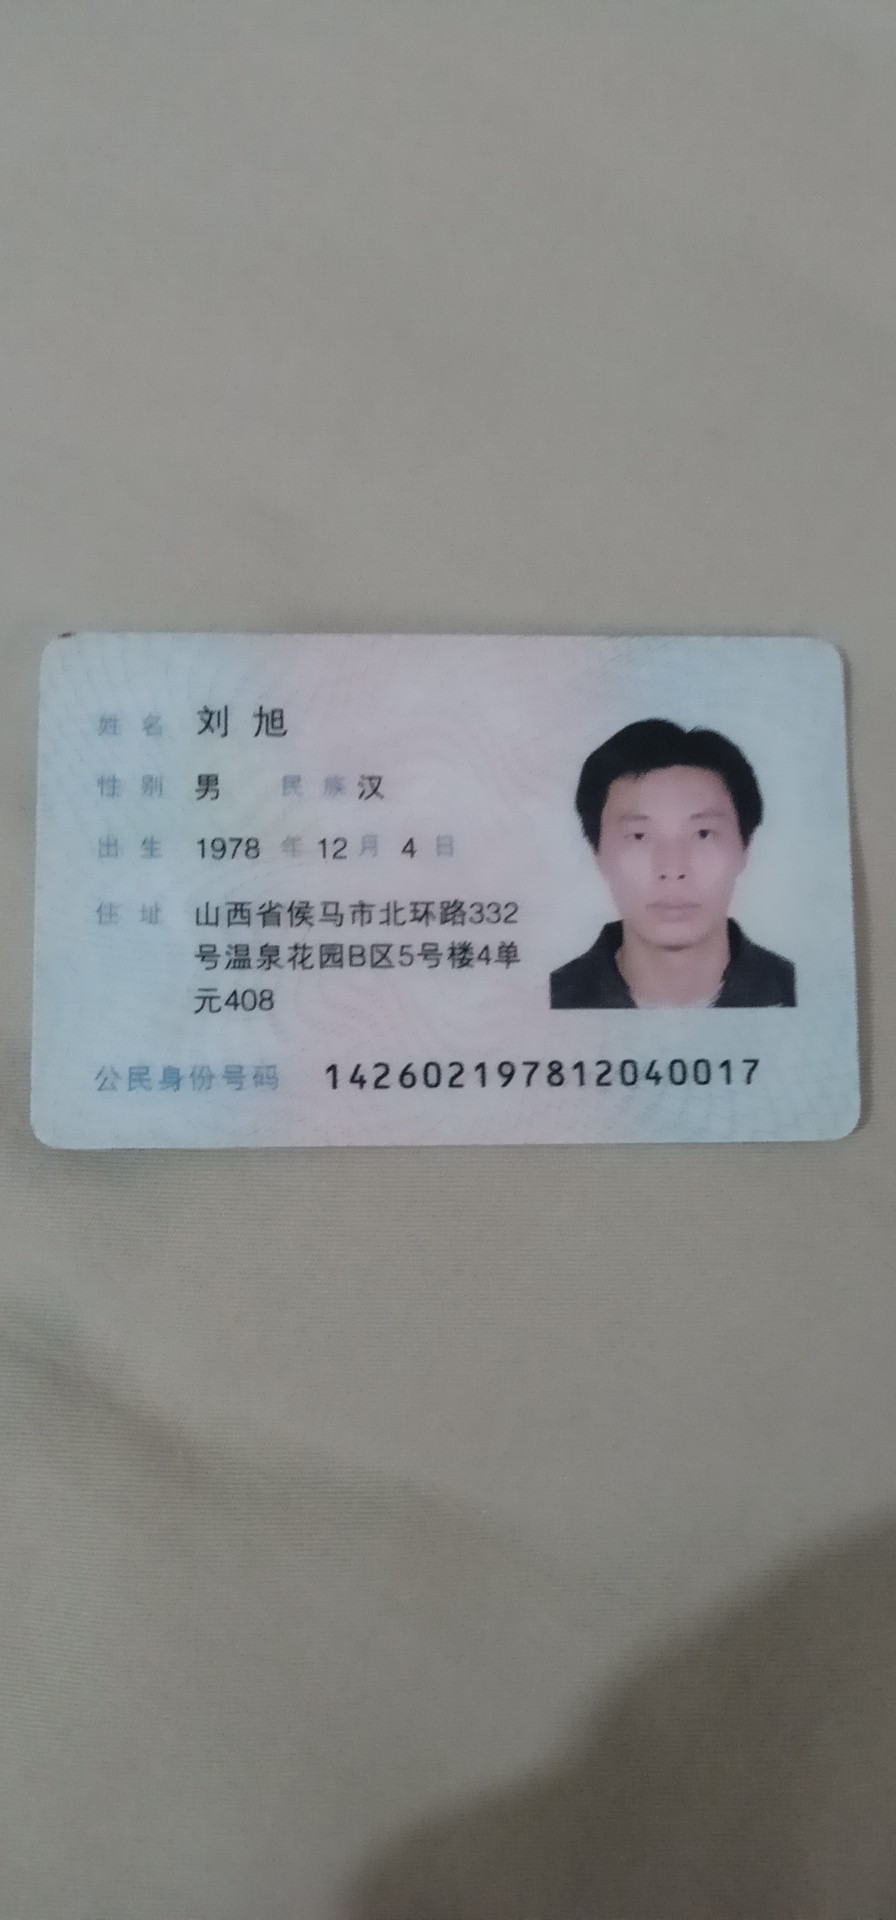 姓名 刘旭
性别 男 民族 汉
出生 1978 年 12 月 4 日
住址 山西省侯马市北环路332
号温泉花园B区5号楼4单
元408
公民身份号码 142602197812040017